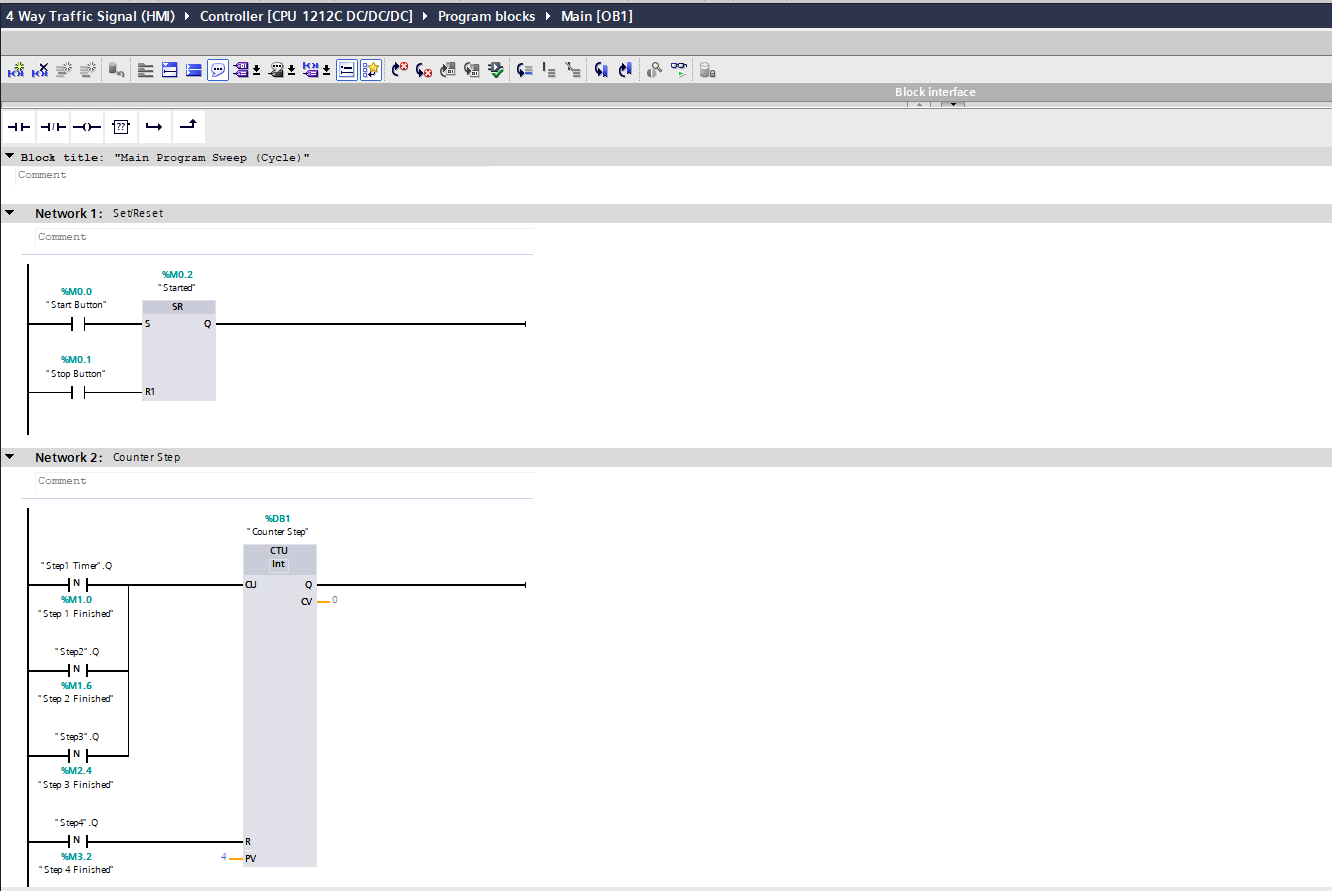 4 Way Traffic Signal (HMI) Controller [CPU 1212C DC/DC/DC] Program blocks Main [OB1]
Block interface
??
Block title: "Main Program Sweep (Cycle)"
Comment
Network 1: Set/Reset
Comment
%M0.2
"Started"
%M0.0
"Start Button"
SR
S Q
%M0.1
"Stop Button"
R1
Network 2: Counter Step
Comment
%DB1
"Counter Step"
CTU
Int
"Step1 Timer".Q
N
CU Q
%M1.0
CV 0
"Step 1 Finished"
"Step2".Q
N
%M1.6
"Step 2 Finished"
"Step3".Q
N
%M2.4
"Step 3 Finished"
"Step4".Q
N
R
%M3.2
4 PV
"Step 4 Finished"